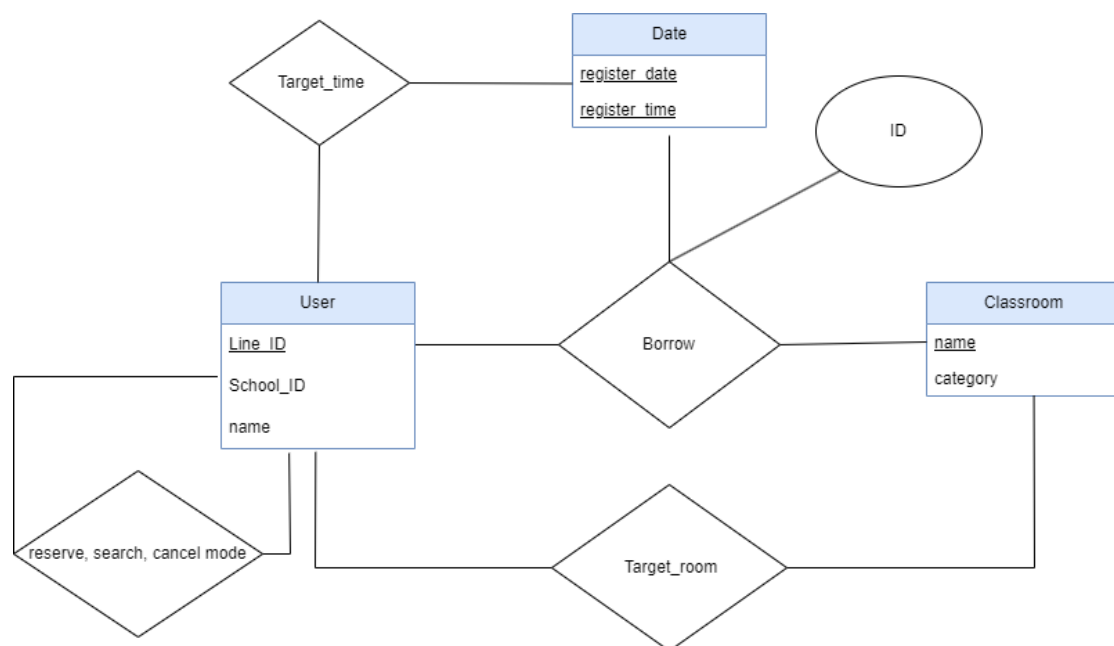 Date
register_date
register_time
Target_time
ID
User
Line_ID
School_ID
name
Borrow
Classroom
name
category
reserve, search, cancel mode
Target_room